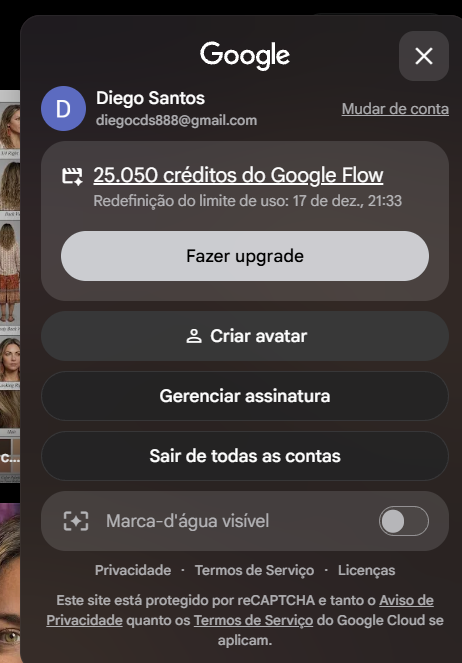 Google
D
Diego Santos
diegocds888@gmail.com
Mudar de conta
25.050 créditos do Google Flow
Redefinição do limite de uso: 17 de dez., 21:33
Fazer upgrade
Criar avatar
Gerenciar assinatura
Sair de todas as contas
c...
Marca-d'água visível
Privacidade · Termos de Serviço · Licenças
Este site está protegido por reCAPTCHA e tanto o Aviso de
Privacidade quanto os Termos de Serviço do Google Cloud se
aplicam.